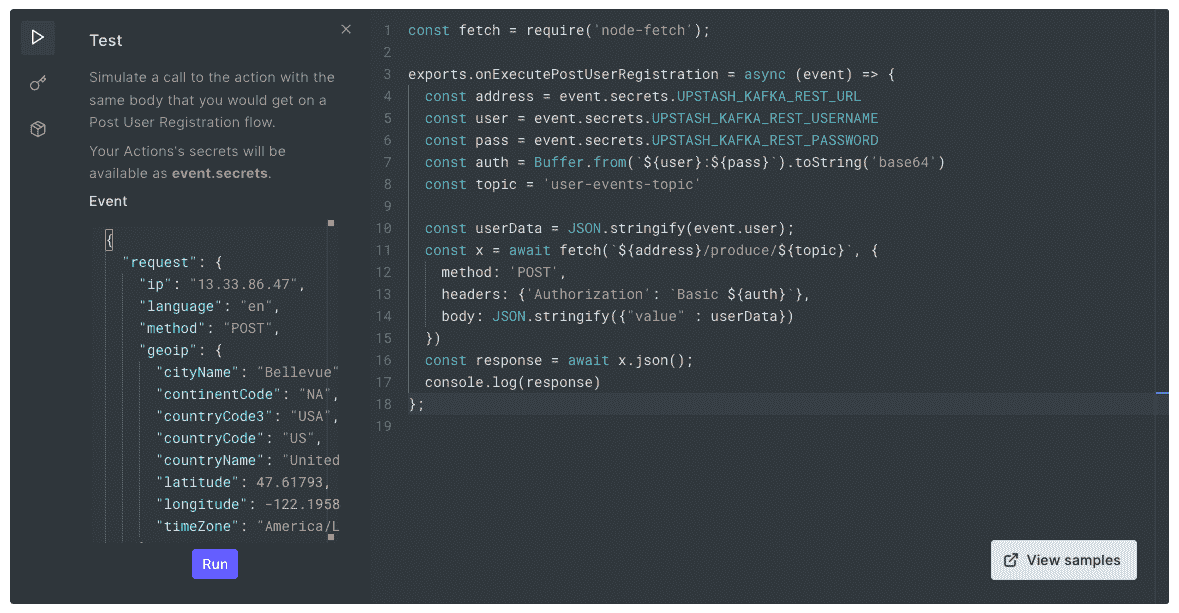 Test
Simulate a call to the action with the
same body that you would get on a
Post User Registration flow.
Your Actions's secrets will be
available as event.secrets.
Event
{
"request": {
"ip": "13.33.86.47",
"language": "en",
"method": "POST",
"geoip": {
"cityName": "Bellevue"
"continentCode": "NA",
"countryCode3": "USA",
"countryCode": "US",
"countryName": "United
"latitude": 47.61793,
"longitude": -122.1958
"timeZone": "America/L
Run
1 const fetch = require('node-fetch');
2
3 exports.onExecutePostUserRegistration = async (event) => {
4 const address = event.secrets.UPSTASH_KAFKA_REST_URL
5 const user = event.secrets.UPSTASH_KAFKA_REST_USERNAME
6 const pass = event.secrets.UPSTASH_KAFKA_REST_PASSWORD
7 const auth = Buffer.from(`${user}:${pass}`).toString('base64')
8 const topic = 'user-events-topic'
9
10 const userData = JSON.stringify(event.user);
11 const x = await fetch(`${address}/produce/${topic}`, {
12 method: 'POST',
13 headers: {'Authorization': `Basic ${auth}`},
14 body: JSON.stringify({"value" : userData})
15 })
16 const response = await x.json();
17 console.log(response)
18 };
19
View samples